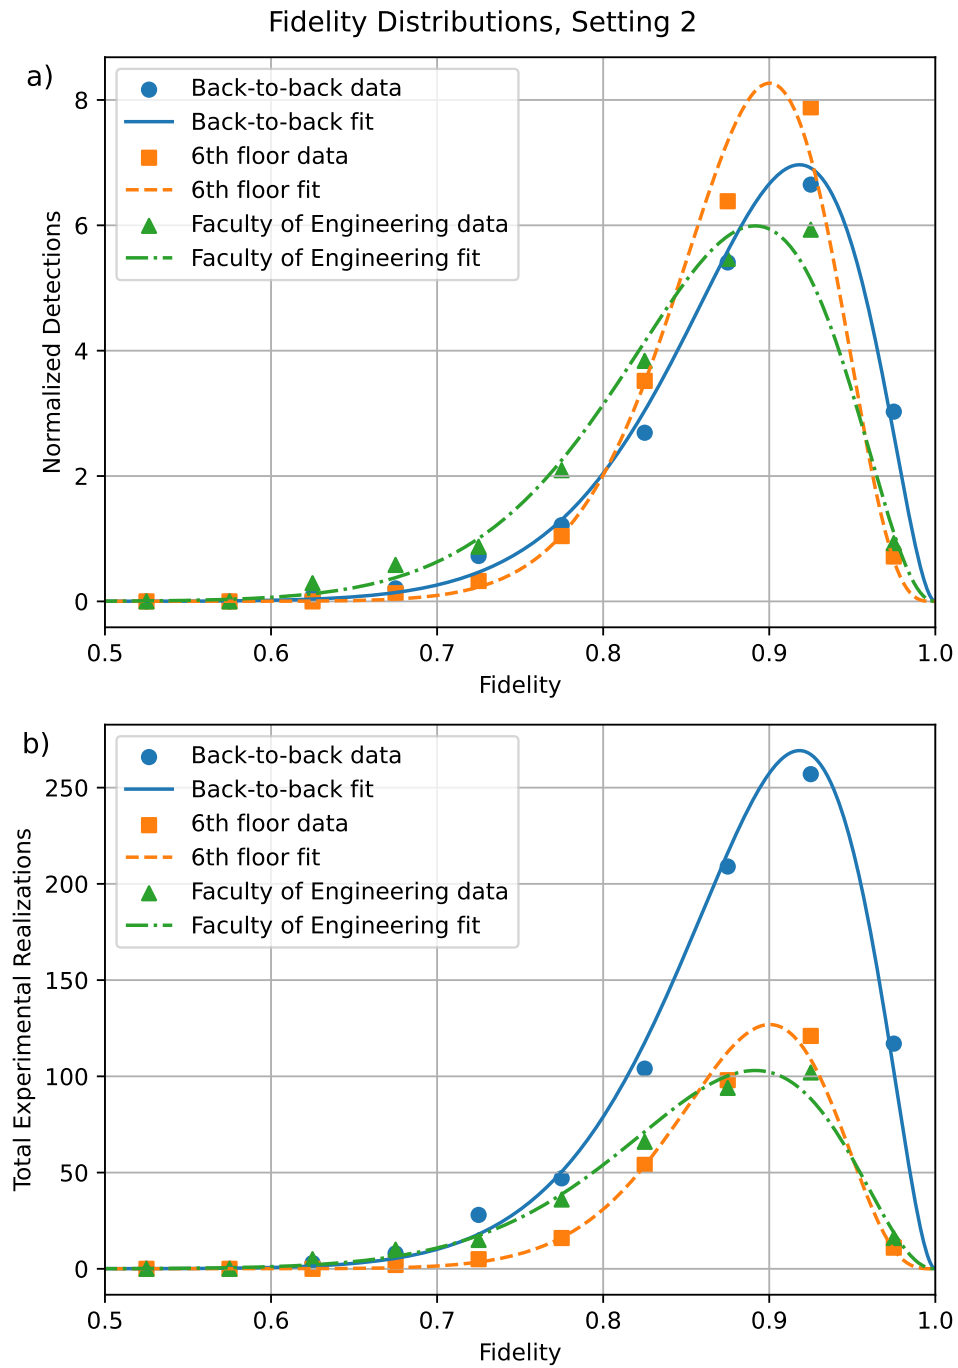 Fidelity Distributions, Setting 2
a)
Back-to-back data
Back-to-back fit
6th floor data
6th floor fit
Faculty of Engineering data
Faculty of Engineering fit
Normalized Detections
8
6
4
2
0
0.5 0.6 0.7 0.8 0.9 1.0
Fidelity
b)
Back-to-back data
Back-to-back fit
6th floor data
6th floor fit
Faculty of Engineering data
Faculty of Engineering fit
Total Experimental Realizations
250
200
150
100
50
0
0.5 0.6 0.7 0.8 0.9 1.0
Fidelity